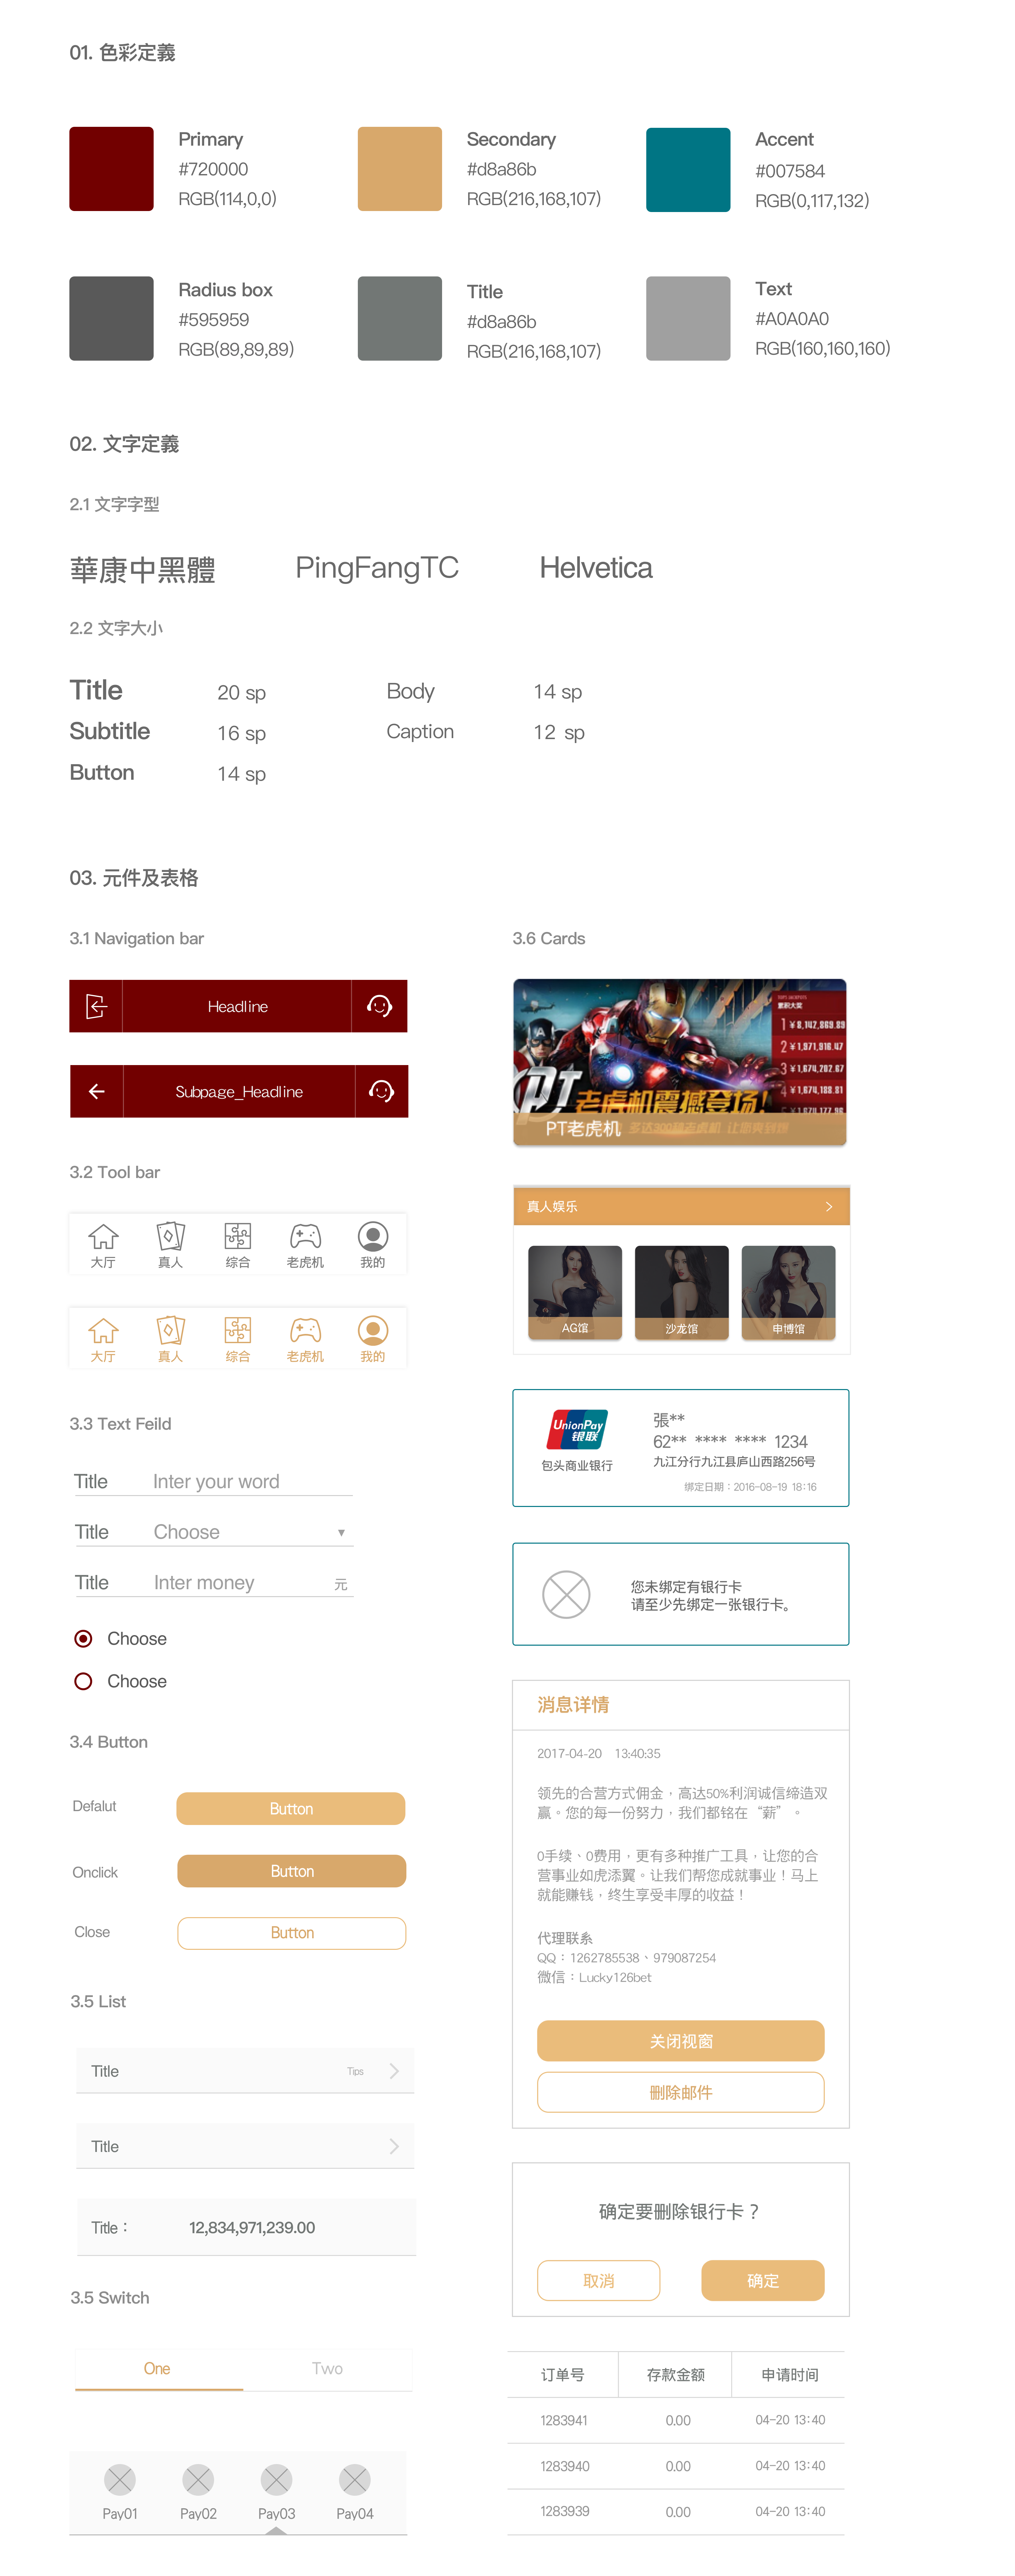 01. 色彩定義
Primary
#720000
RGB(114,0,0)
Secondary
#d8a86b
RGB(216,168,107)
Accent
#007584
RGB(0,117,132)
Radius box
#595959
RGB(89,89,89)
Title
#d8a86b
RGB(216,168,107)
Text
#A0A0A0
RGB(160,160,160)
02. 文字定義
2.1 文字字型
華康中黑體
PingFangTC
Helvetica
2.2 文字大小
Title 20 sp
Subtitle 16 sp
Button 14 sp
Body 14 sp
Caption 12 sp
03. 元件及表格
3.1 Navigation bar
Headline
Subpage_Headline
3.2 Tool bar
大厅 真人 综合 老虎机 我的
大厅 真人 综合 老虎机 我的
3.3 Text Feild
Title Inter your word
Title Choose
Title Inter money 元
Choose
Choose
3.4 Button
Defalut Button
Onclick Button
Close Button
3.5 List
Title Tips
Title
Title： 12,834,971,239.00
3.5 Switch
One Two
Pay01 Pay02 Pay03 Pay04
3.6 Cards
累积大奖
1 ¥8,142,869.89
2 ¥1,971,916.47
3 ¥1,674,202.67
4 ¥1,674,188.81
PT
老虎机震撼登场!
PT老虎机
真人娱乐
AG馆 沙龙馆 申博馆
UnionPay
银联
包头商业银行
張**
62** **** **** 1234
九江分行九江县庐山西路256号
绑定日期：2016-08-19 18:16
您未绑定有银行卡
请至少先绑定一张银行卡。
消息详情
2017-04-20 13:40:35
领先的合营方式佣金，高达50%利润诚信缔造双
赢。您的每一份努力，我们都铭在“薪”。
0手续、0费用，更有多种推广工具，让您的合
营事业如虎添翼。让我们帮您成就事业！马上
就能赚钱，终生享受丰厚的收益！
代理联系
QQ：1262785538、979087254
微信：Lucky126bet
关闭视窗
删除邮件
确定要删除银行卡？
取消 确定
订单号 存款金额 申请时间
1283941 0.00 04-20 13:40
1283940 0.00 04-20 13:40
1283939 0.00 04-20 13:40